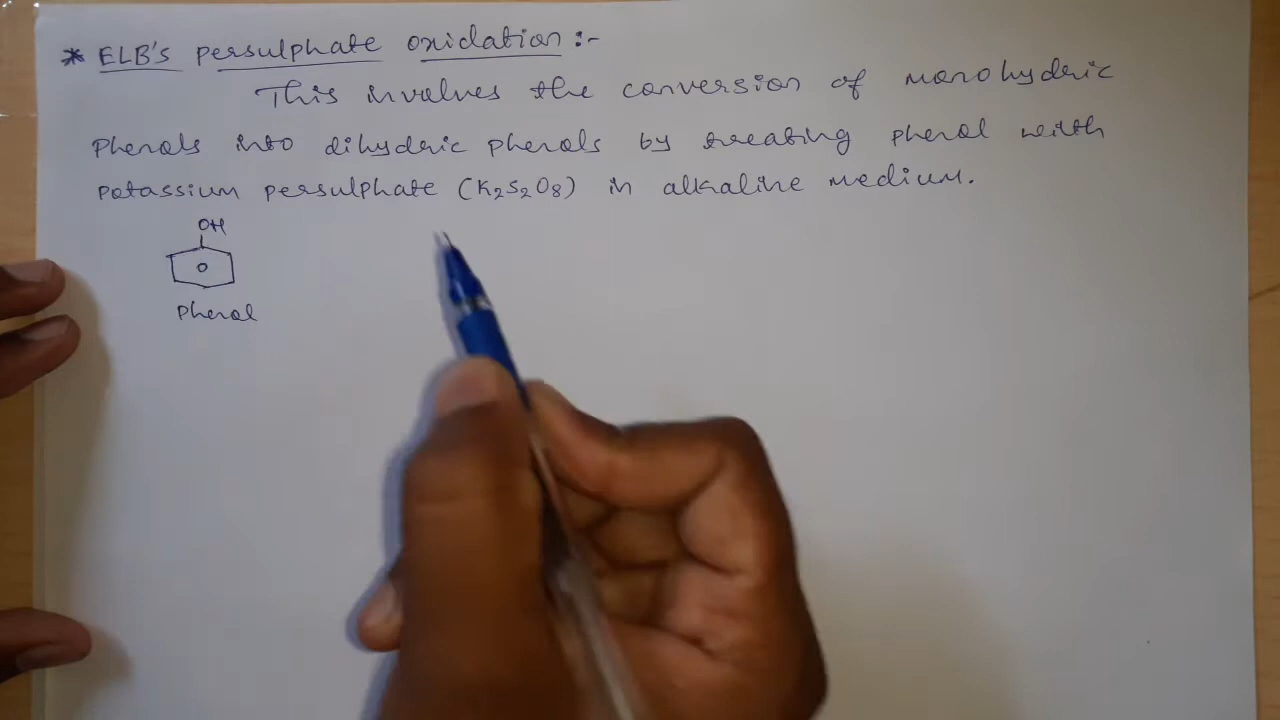 * ELB's persulphate oxidation :-
This involves the conversion of monohydric
Phenols into dihydric phenols by treating phenol with
potassium persulphate (K2S2O8) in alkaline medium.
OH
Phenol